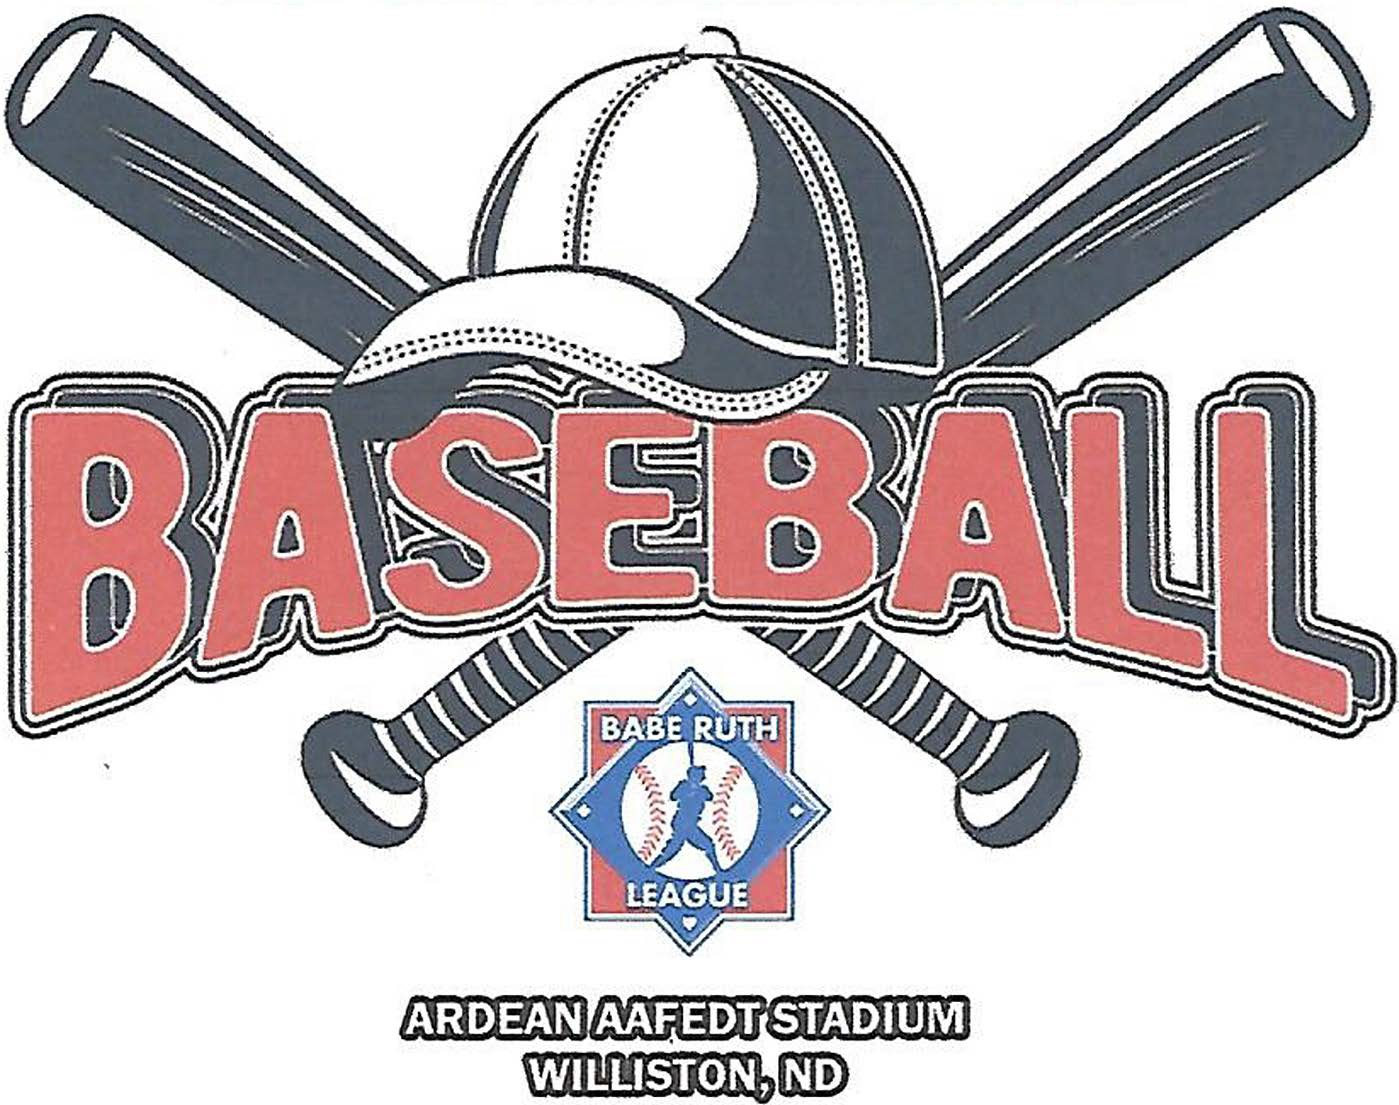 BASEBALL
BABE RUTH
LEAGUE
ARDEAN AAFEDT STADIUM
WILLISTON, ND